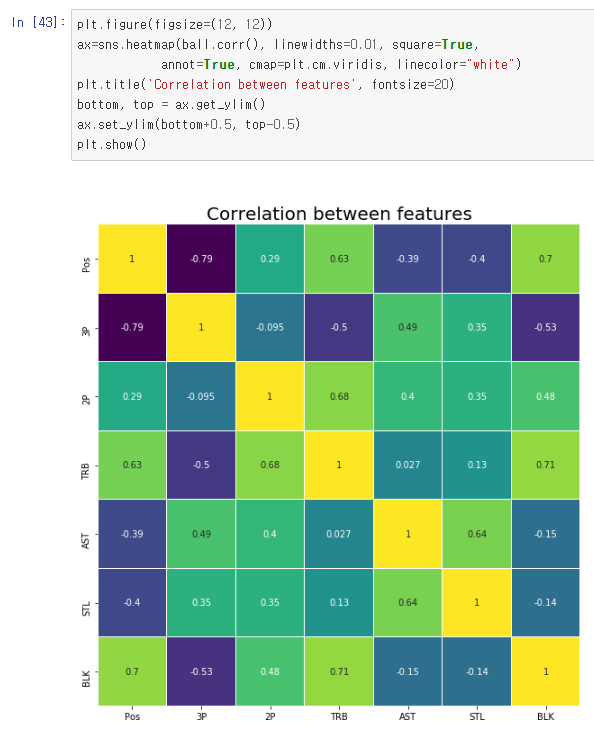 In [43]: plt.figure(figsize=(12, 12))
ax=sns.heatmap(ball.corr(), linewidths=0.01, square=True,
annot=True, cmap=plt.cm.viridis, linecolor="white")
plt.title('Correlation between features', fontsize=20)
bottom, top = ax.get_ylim()
ax.set_ylim(bottom+0.5, top-0.5)
plt.show()
Correlation between features
Pos 1 -0.79 0.29 0.63 -0.39 -0.4 0.7
3P -0.79 1 -0.095 -0.5 0.49 0.35 -0.53
2P 0.29 -0.095 1 0.68 0.4 0.35 0.48
TRB 0.63 -0.5 0.68 1 0.027 0.13 0.71
AST -0.39 0.49 0.4 0.027 1 0.64 -0.15
STL -0.4 0.35 0.35 0.13 0.64 1 -0.14
BLK 0.7 -0.53 0.48 0.71 -0.15 -0.14 1
Pos 3P 2P TRB AST STL BLK